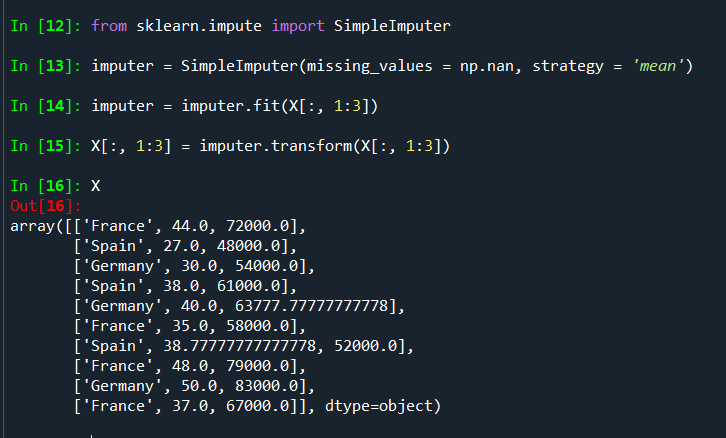 In [12]: from sklearn.impute import SimpleImputer
In [13]: imputer = SimpleImputer(missing_values = np.nan, strategy = 'mean')
In [14]: imputer = imputer.fit(X[:, 1:3])
In [15]: X[:, 1:3] = imputer.transform(X[:, 1:3])
In [16]: X
Out[16]:
array([['France', 44.0, 72000.0],
['Spain', 27.0, 48000.0],
['Germany', 30.0, 54000.0],
['Spain', 38.0, 61000.0],
['Germany', 40.0, 63777.77777777778],
['France', 35.0, 58000.0],
['Spain', 38.77777777777778, 52000.0],
['France', 48.0, 79000.0],
['Germany', 50.0, 83000.0],
['France', 37.0, 67000.0]], dtype=object)